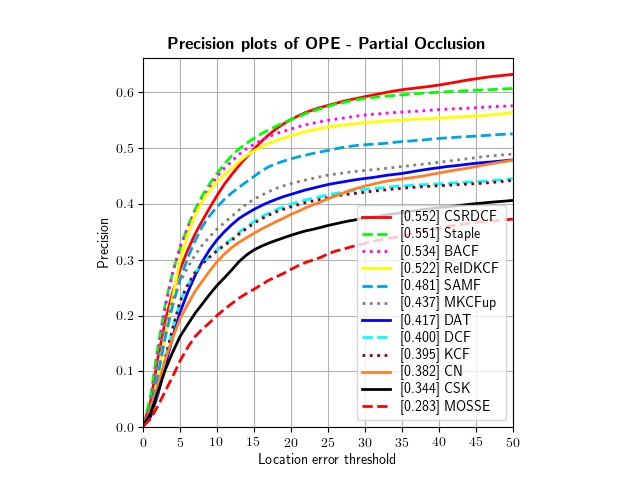 Precision plots of OPE - Partial Occlusion
Precision
0.6
0.5
0.4
0.3
0.2
0.1
0.0
0 5 10 15 20 25 30 35 40 45 50
Location error threshold
[0.552] CSRDCF
[0.551] Staple
[0.534] BACF
[0.522] RelDKCF
[0.481] SAMF
[0.437] MKCFup
[0.417] DAT
[0.400] DCF
[0.395] KCF
[0.382] CN
[0.344] CSK
[0.283] MOSSE